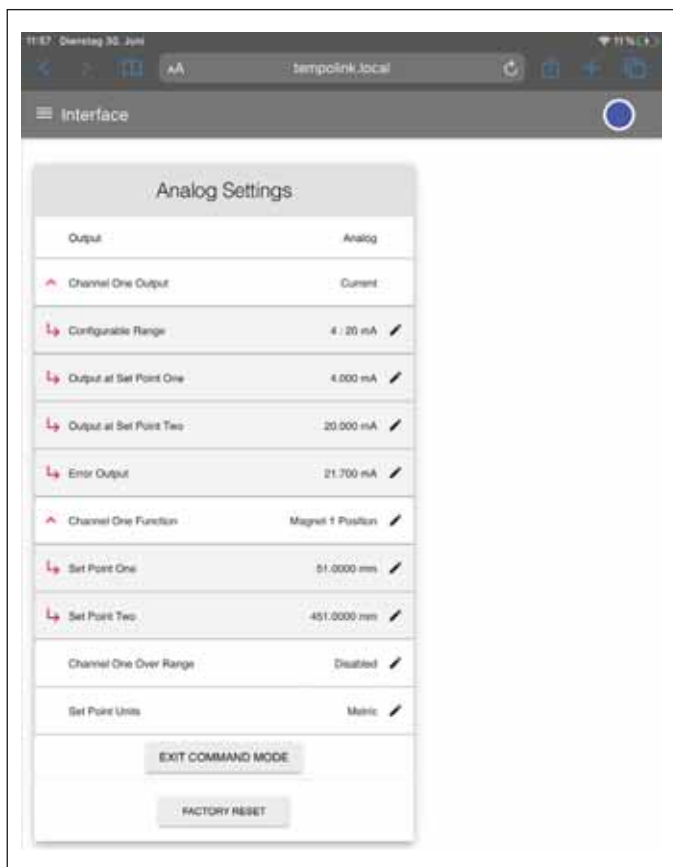 11:57 Dienstag 30. Juni 11 %
AA tempolink.local
Interface
Analog Settings
Output Analog
Channel One Output Current
Configurable Range 4 : 20 mA
Output at Set Point One 4.000 mA
Output at Set Point Two 20.000 mA
Error Output 21.700 mA
Channel One Function Magnet 1 Position
Set Point One 51.0000 mm
Set Point Two 451.0000 mm
Channel One Over Range Disabled
Set Point Units Metric
EXIT COMMAND MODE
FACTORY RESET